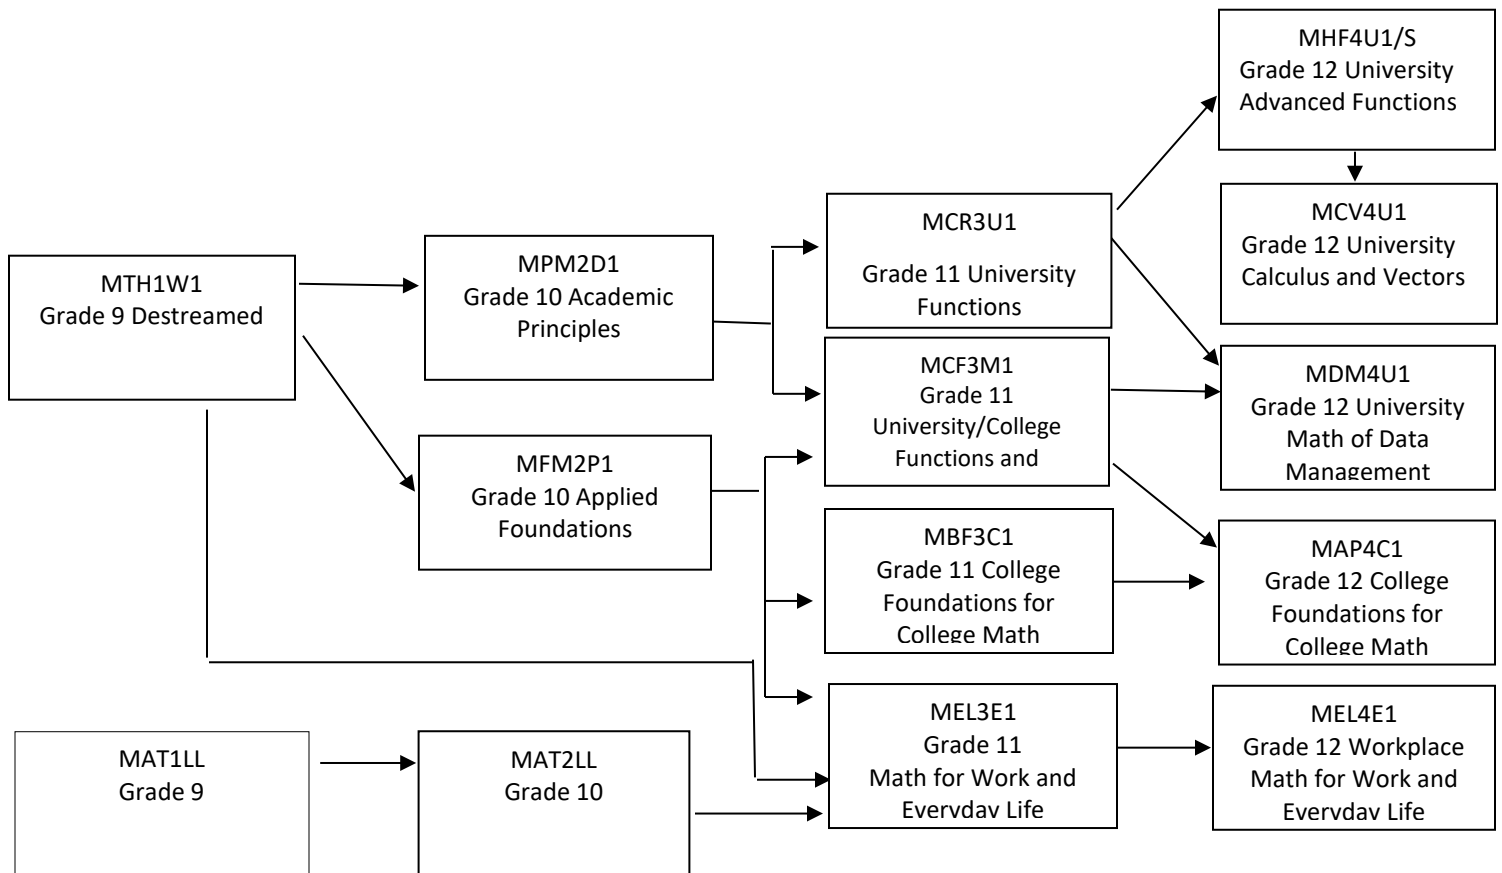 MHF4U1/S
Grade 12 University
Advanced Functions
MCR3U1
Grade 11 University
Functions
MCV4U1
Grade 12 University
Calculus and Vectors
MTH1W1
Grade 9 Destreamed
MPM2D1
Grade 10 Academic
Principles
MCF3M1
Grade 11
University/College
Functions and
MDM4U1
Grade 12 University
Math of Data
Management
MFM2P1
Grade 10 Applied
Foundations
MBF3C1
Grade 11 College
Foundations for
College Math
MAP4C1
Grade 12 College
Foundations for
College Math
MEL3E1
Grade 11
Math for Work and
Everyday Life
MEL4E1
Grade 12 Workplace
Math for Work and
Everyday Life
MAT1LL
Grade 9
MAT2LL
Grade 10